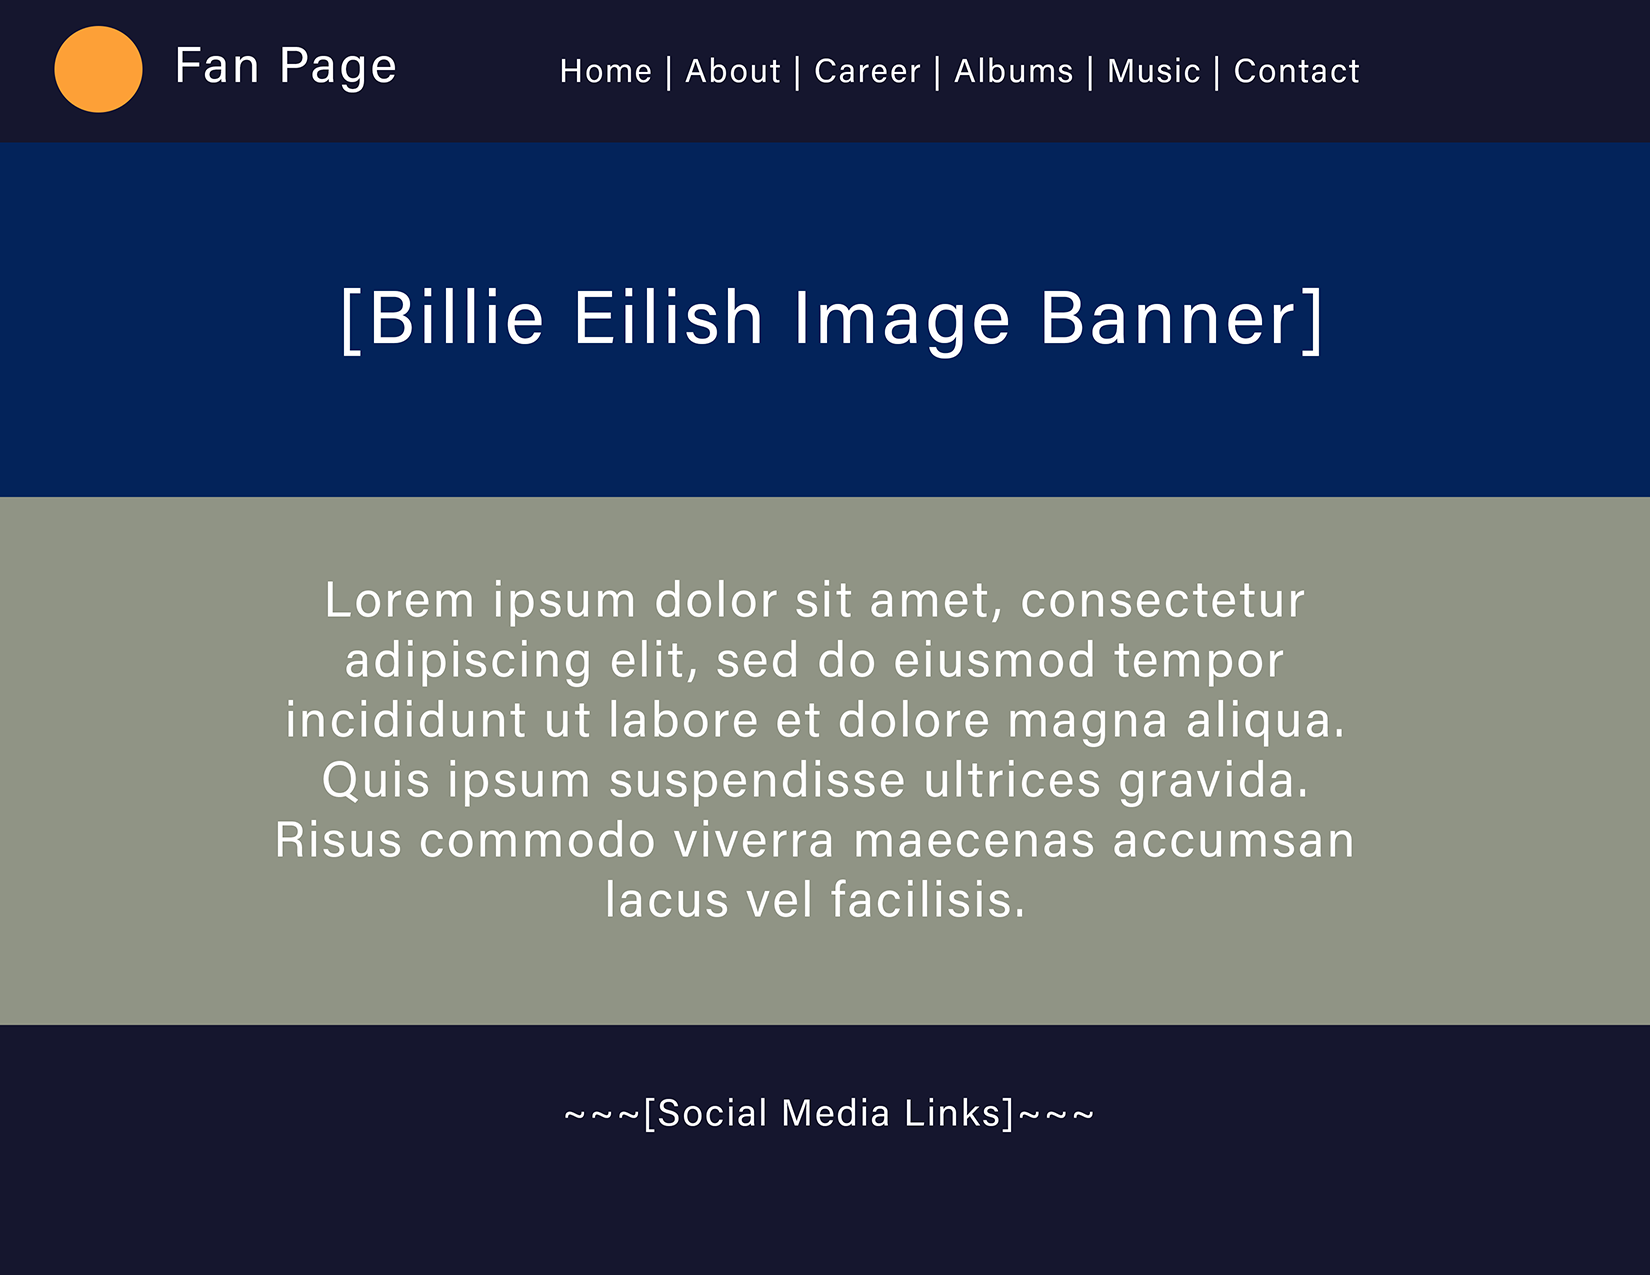 Fan Page
Home | About | Career | Albums | Music | Contact
[Billie Eilish Image Banner]
Lorem ipsum dolor sit amet, consectetur
adipiscing elit, sed do eiusmod tempor
incididunt ut labore et dolore magna aliqua.
Quis ipsum suspendisse ultrices gravida.
Risus commodo viverra maecenas accumsan
lacus vel facilisis.
~~~[Social Media Links]~~~